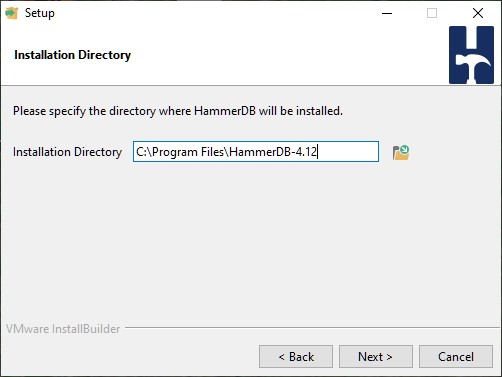 Setup
Installation Directory
Please specify the directory where HammerDB will be installed.
Installation Directory C:\Program Files\HammerDB-4.12
VMware InstallBuilder
< Back Next > Cancel